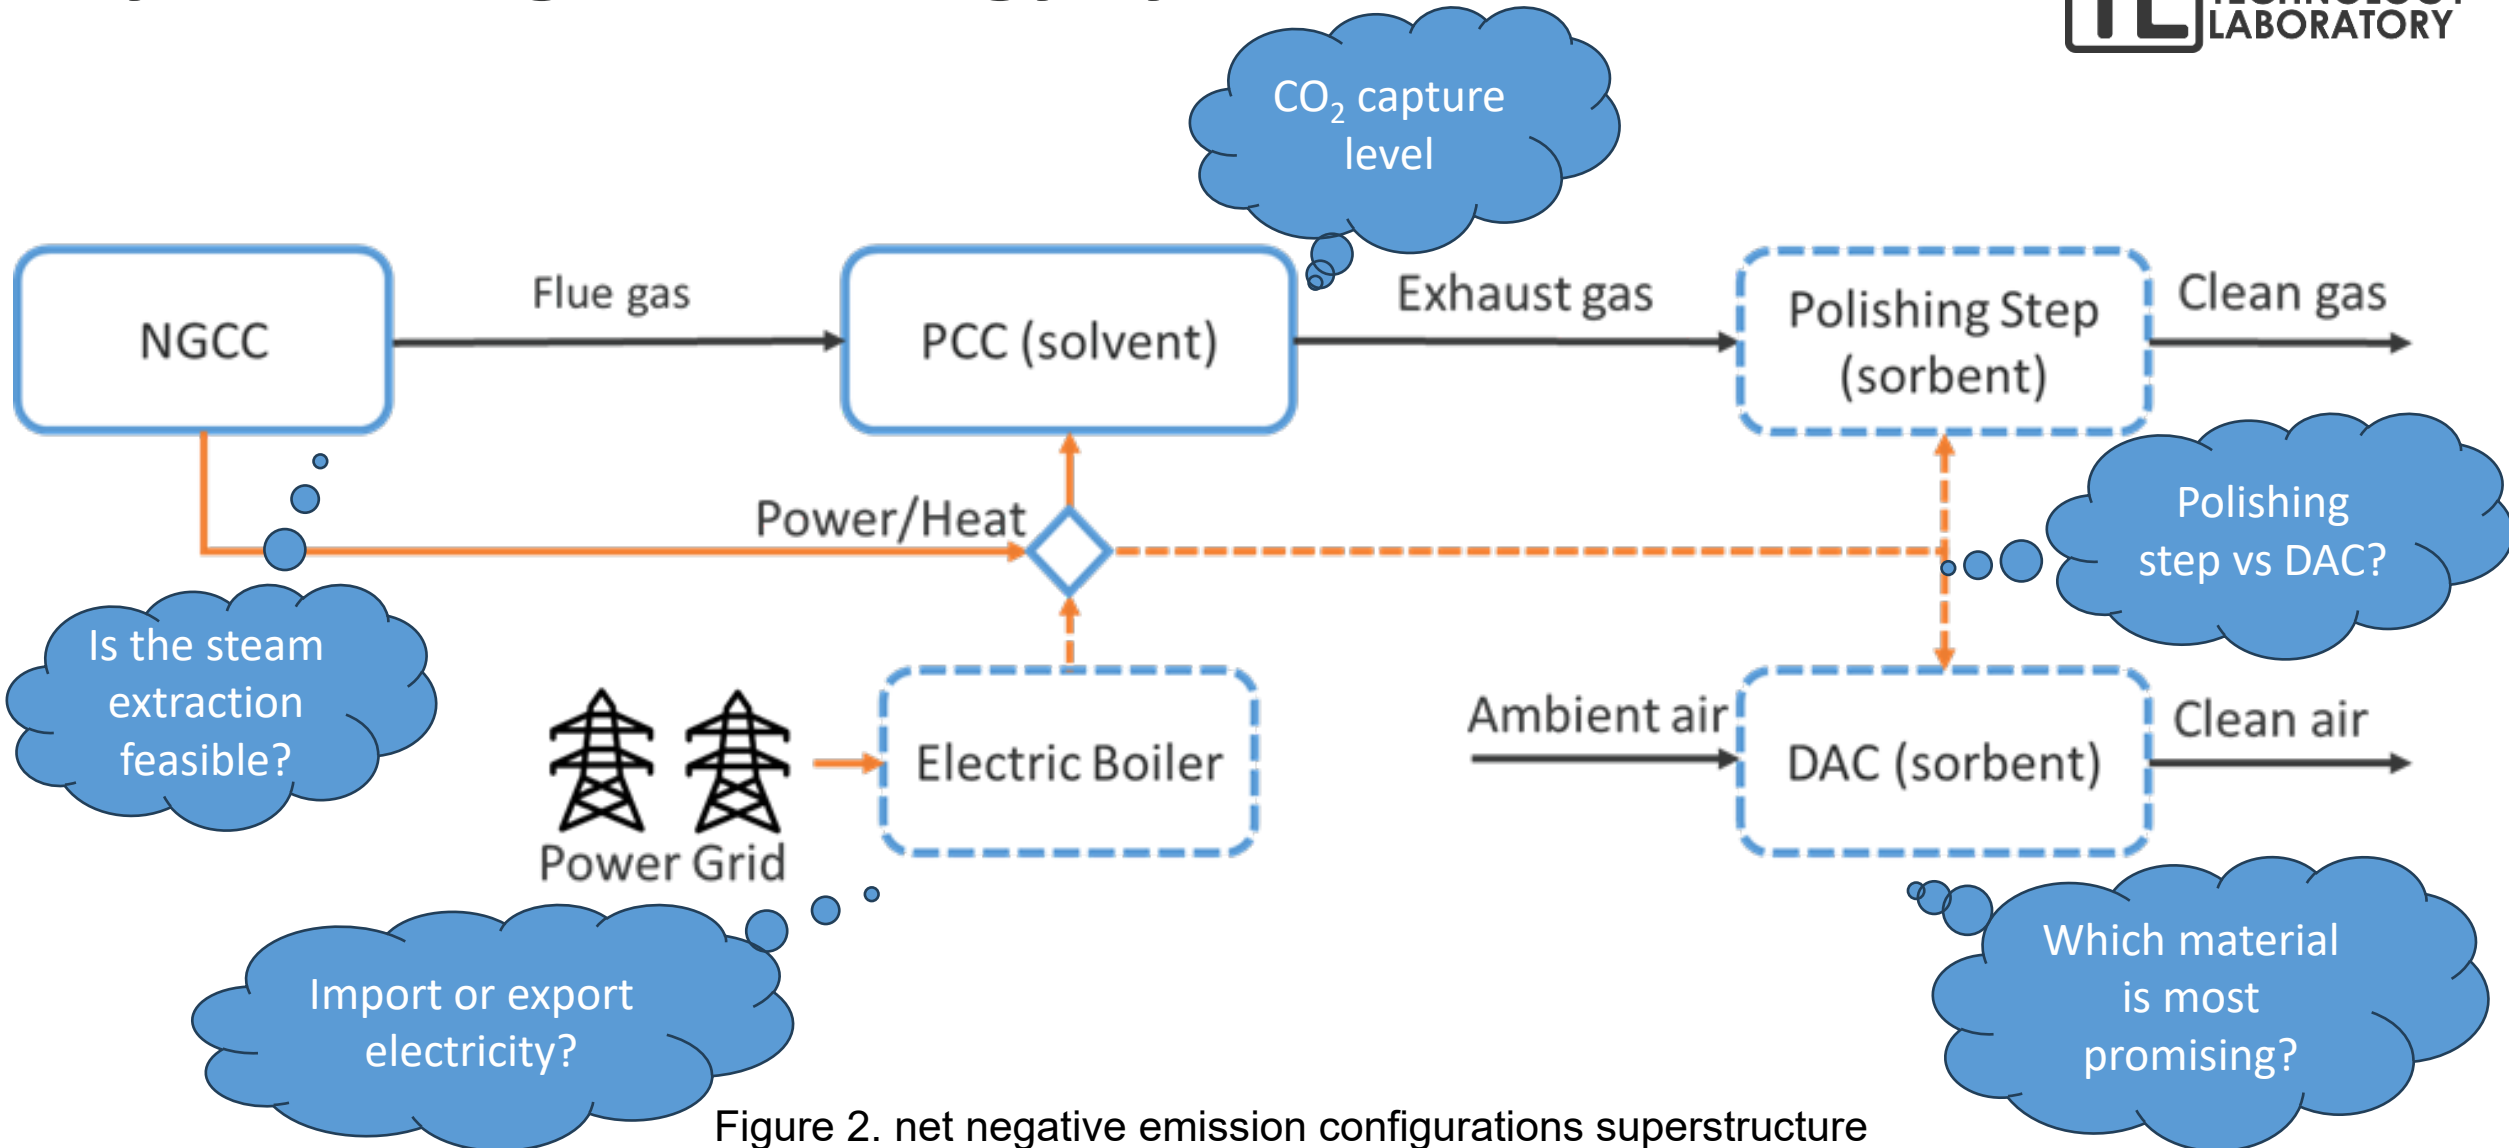 LABORATORY
CO₂ capture
level
Flue gas
Exhaust gas
Clean gas
NGCC
PCC (solvent)
Polishing Step
(sorbent)
Power/Heat
Polishing
step vs DAC?
Is the steam
extraction
feasible?
Ambient air
Clean air
Electric Boiler
DAC (sorbent)
Power Grid
Import or export
electricity?
Which material
is most
promising?
Figure 2. net negative emission configurations superstructure